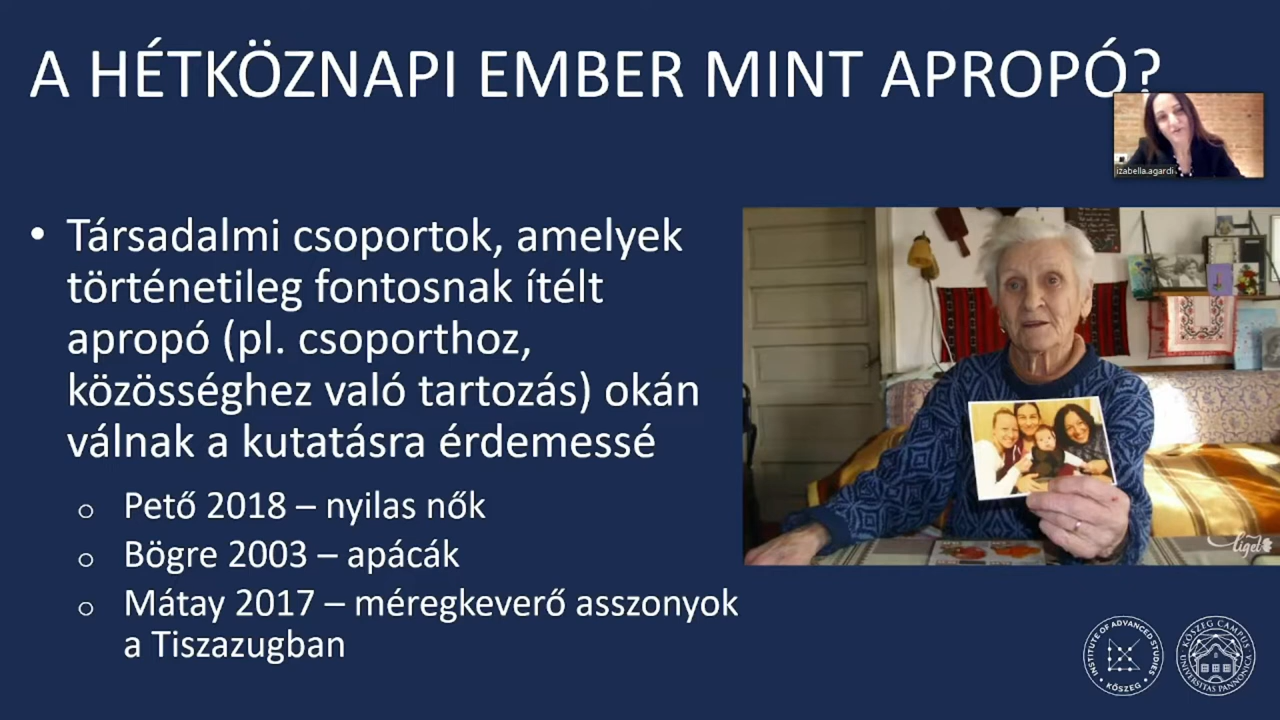 A HÉTKÖZNAPI EMBER MINT APROPÓ?
izabella.agardi
• Társadalmi csoportok, amelyek
történetileg fontosnak ítélt
apropó (pl. csoporthoz,
közösséghez való tartozás) okán
válnak a kutatásra érdemessé
o Pető 2018 – nyilas nők
o Bögre 2003 – apácák
o Mátay 2017 – méregkeverő asszonyok
a Tiszazugban
liget
INSTITUTE OF ADVANCED STUDIES
• KŐSZEG •
KŐSZEG CAMPUS
UNIVERSITAS PANNONICA